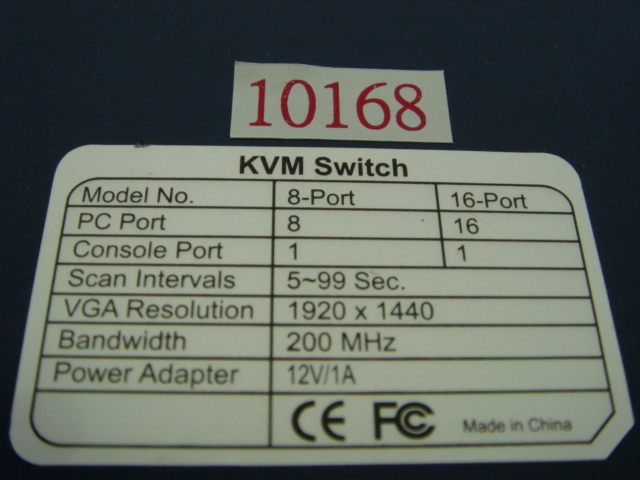 10168
KVM Switch
Model No. 8-Port 16-Port
PC Port 8 16
Console Port 1 1
Scan Intervals 5~99 Sec.
VGA Resolution 1920 x 1440
Bandwidth 200 MHz
Power Adapter 12V/1A
CE FC Made in China